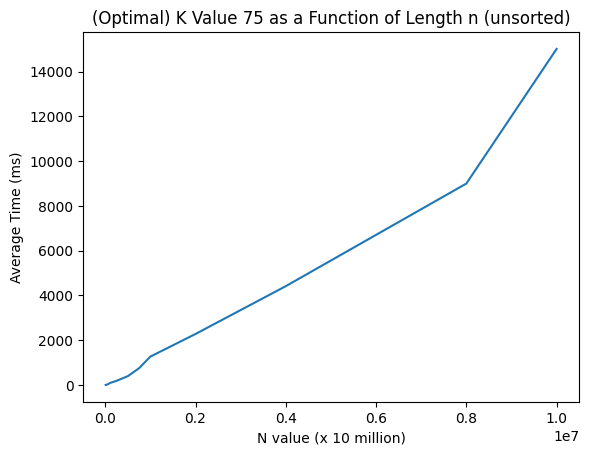 (Optimal) K Value 75 as a Function of Length n (unsorted)
14000
12000
10000
8000
6000
4000
2000
0
Average Time (ms)
0.0 0.2 0.4 0.6 0.8 1.0
1e7
N value (x 10 million)